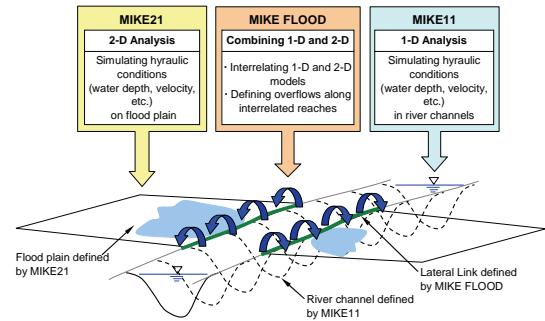 MIKE21
2-D Analysis
Simulating hyraulic
conditions
(water depth, velocity,
etc.)
on flood plain
MIKE FLOOD
Combining 1-D and 2-D
・Interrelating 1-D and 2-D
models
・Defining overflows along
interrelated reaches
MIKE11
1-D Analysis
Simulating hyraulic
conditions
(water depth, velocity,
etc.)
in river channels
Flood plain defined
by MIKE21
River channel defined
by MIKE11
Lateral Link defined
by MIKE FLOOD